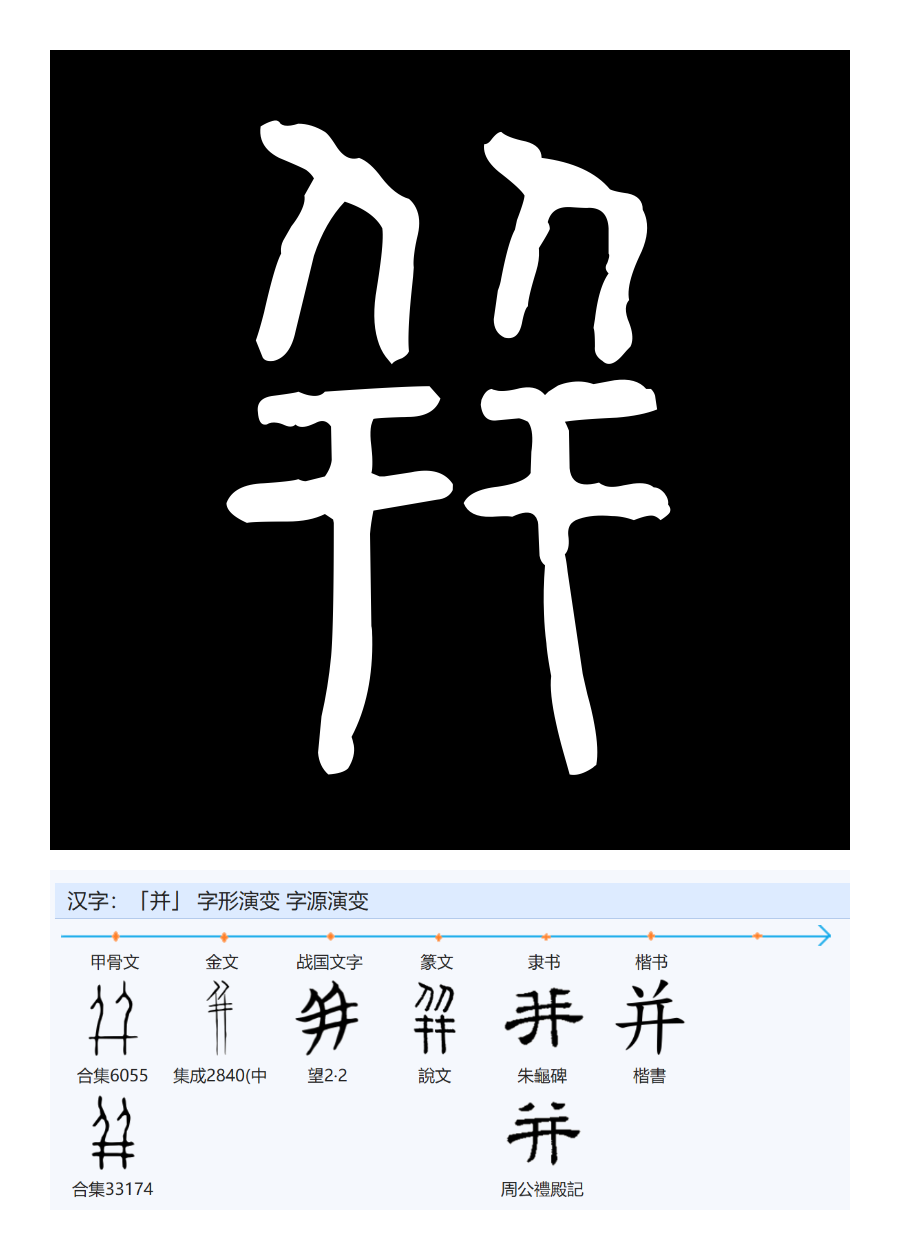 并
汉字：「并」 字形演变 字源演变
甲骨文 金文 战国文字 篆文 隶书 楷书
合集6055 集成2840(中 望2·2 說文 朱龜碑 楷書
合集33174 周公禮殿記